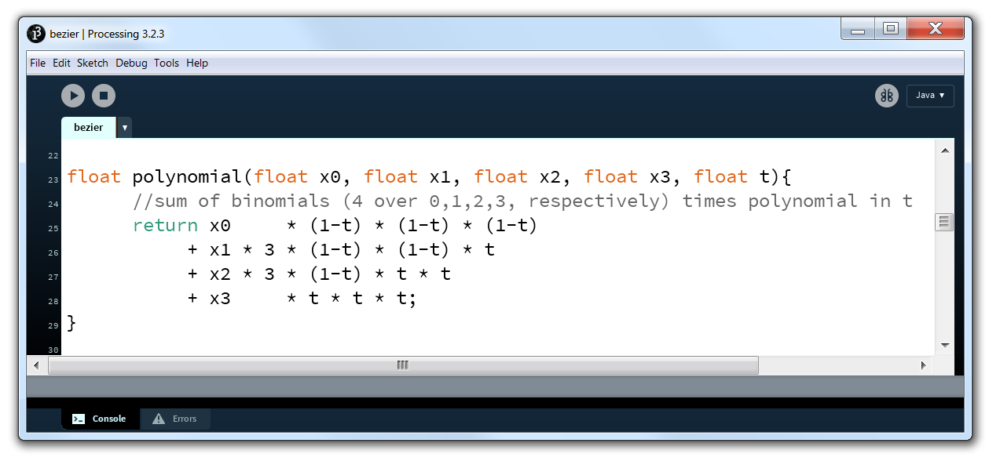 bezier | Processing 3.2.3
File Edit Sketch Debug Tools Help
Java ▾
bezier ▾
22
23 float polynomial(float x0, float x1, float x2, float x3, float t){
24       //sum of binomials (4 over 0,1,2,3, respectively) times polynomial in t
25       return x0     * (1-t) * (1-t) * (1-t)
26            + x1 * 3 * (1-t) * (1-t) * t
27            + x2 * 3 * (1-t) * t * t
28            + x3     * t * t * t;
29 }
30
Console Errors